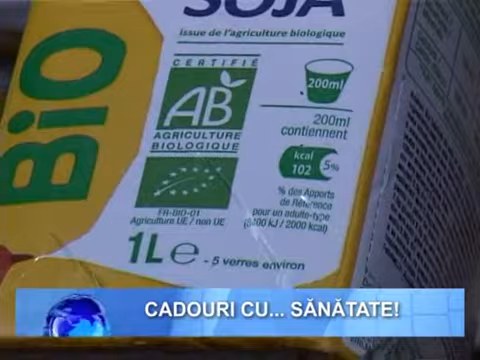 SOJA
issue de l'agriculture biologique
BiO
CERTIFIÉ
AB
AGRICULTURE
BIOLOGIQUE
FR-BIO-01
Agriculture UE / non UE
200ml
200ml
contiennent
kcal
102
5%
% des Apports
de Référence
pour un adulte-type
(8400 kJ / 2000 kcal)
1L e - 5 verres environ
CADOURI CU... SĂNĂTATE!